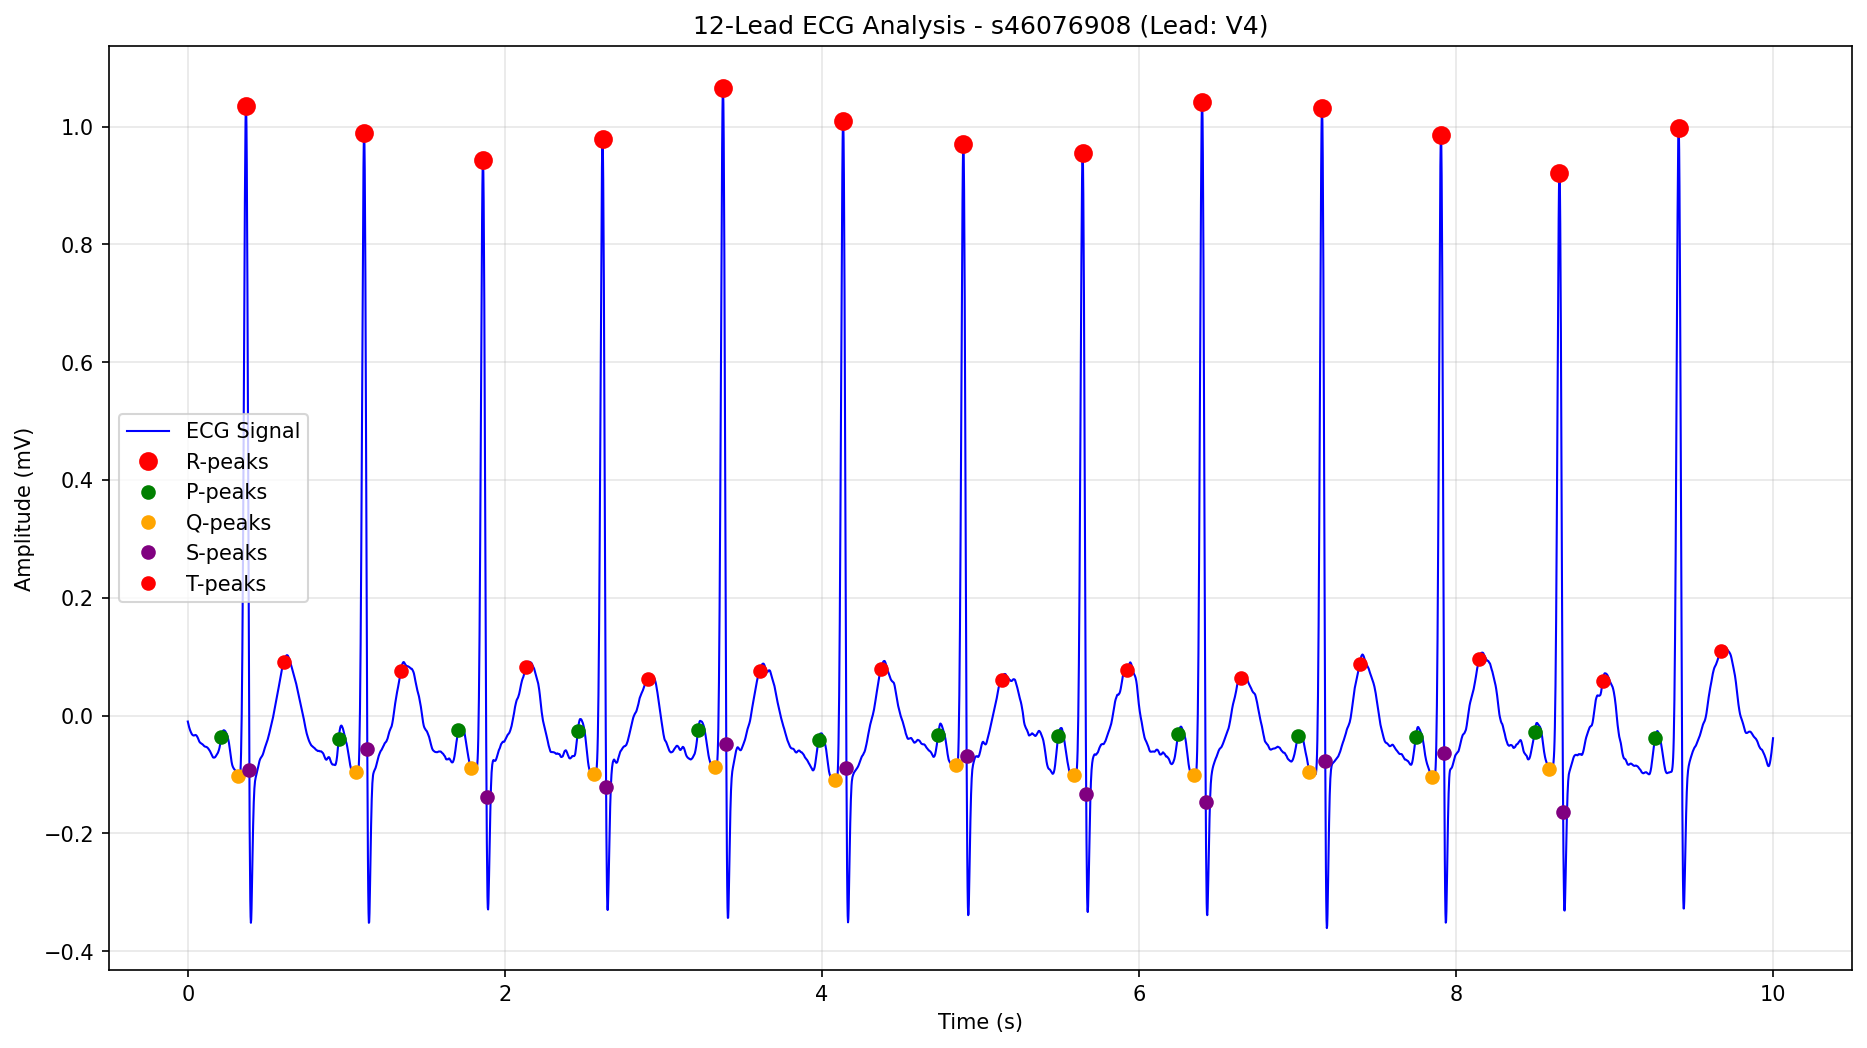 12-Lead ECG Analysis - s46076908 (Lead: V4)
Amplitude (mV)
1.0
0.8
0.6
0.4
0.2
0.0
−0.2
−0.4
ECG Signal
R-peaks
P-peaks
Q-peaks
S-peaks
T-peaks
0 2 4 6 8 10
Time (s)